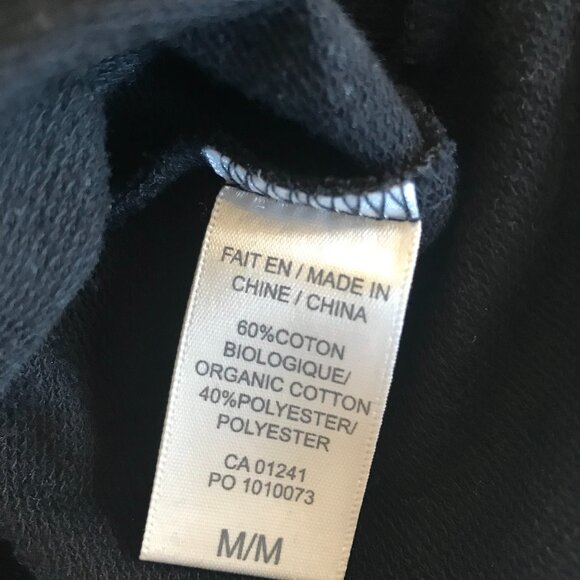 FAIT EN / MADE IN
CHINE / CHINA
60%COTON
BIOLOGIQUE/
ORGANIC COTTON
40%POLYESTER/
POLYESTER
CA 01241
PO 1010073
M/M